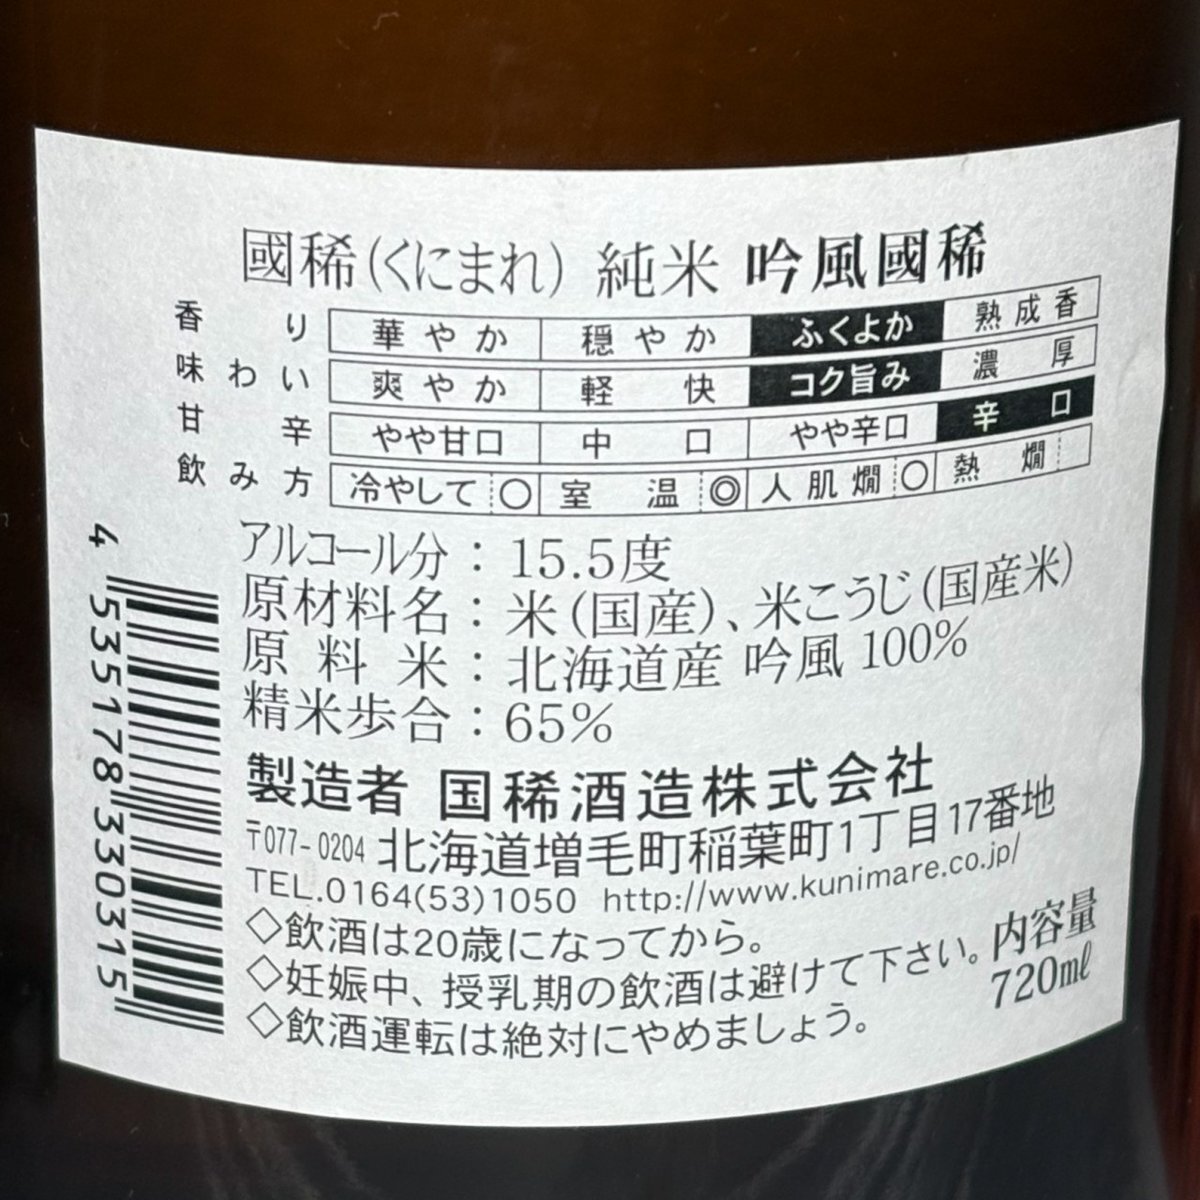 國稀（くにまれ） 純米 吟風國稀
香り 華やか 穏やか ふくよか 熟成香
味わい 爽やか 軽快 コク旨み 濃厚
甘辛 やや甘口 中口 やや辛口 辛口
飲み方 冷やして ○ 室温 ◎ 人肌燗 ○ 熱燗
アルコール分：15.5度
原材料名：米（国産）、米こうじ（国産米）
原料米：北海道産 吟風 100%
精米歩合：65%
製造者 国稀酒造株式会社
〒077-0204 北海道増毛町稲葉町1丁目17番地
TEL.0164(53)1050 http://www.kunimare.co.jp/
◇飲酒は20歳になってから。
◇妊娠中、授乳期の飲酒は避けて下さい。
◇飲酒運転は絶対にやめましょう。
内容量
720ml
4 535178 330315